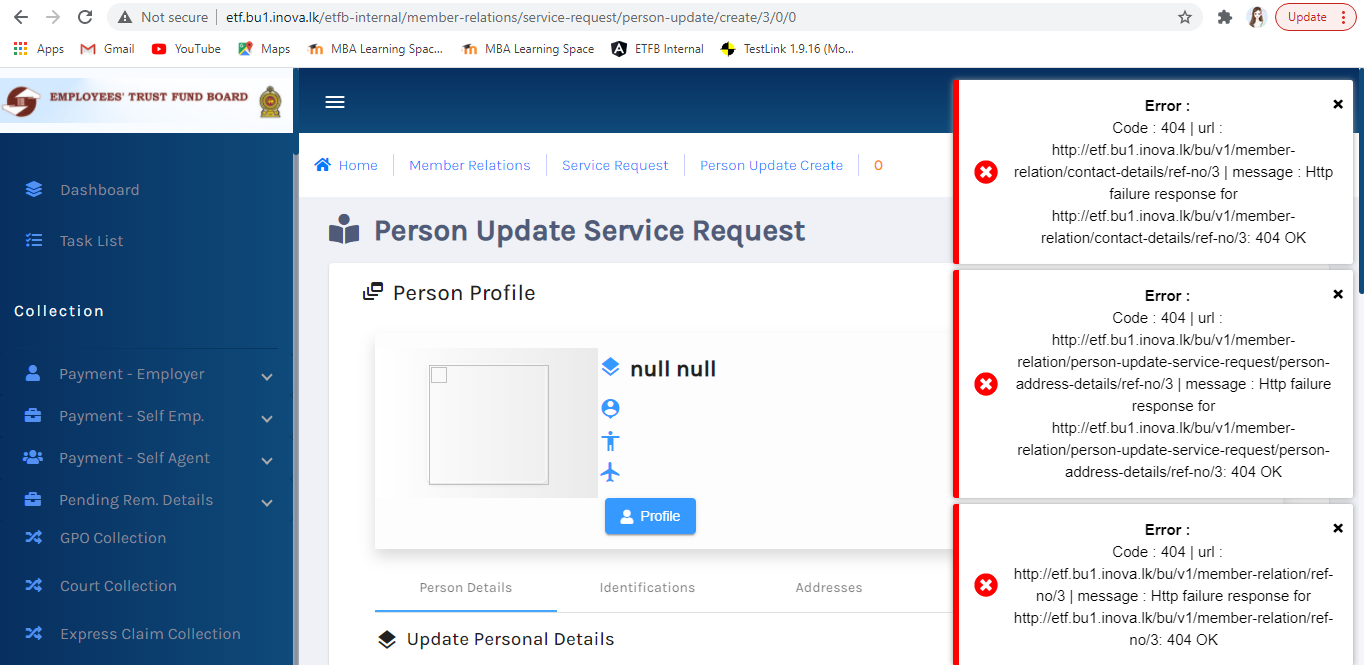 Not secure | etf.bu1.inova.lk/etfb-internal/member-relations/service-request/person-update/create/3/0/0
Update
Apps
Gmail
YouTube
Maps
MBA Learning Spac...
MBA Learning Space
ETFB Internal
TestLink 1.9.16 (Mo...
EMPLOYEES' TRUST FUND BOARD
Dashboard
Task List
Collection
Payment - Employer
Payment - Self Emp.
Payment - Self Agent
Pending Rem. Details
GPO Collection
Court Collection
Express Claim Collection
Home
Member Relations
Service Request
Person Update Create
0
Person Update Service Request
Person Profile
null null
Profile
Person Details
Identifications
Addresses
Update Personal Details
Error :
Code : 404 | url :
http://etf.bu1.inova.lk/bu/v1/member-
relation/contact-details/ref-no/3 | message : Http
failure response for
http://etf.bu1.inova.lk/bu/v1/member-
relation/contact-details/ref-no/3: 404 OK
Error :
Code : 404 | url :
http://etf.bu1.inova.lk/bu/v1/member-
relation/person-update-service-request/person-
address-details/ref-no/3 | message : Http failure
response for
http://etf.bu1.inova.lk/bu/v1/member-
relation/person-update-service-request/person-
address-details/ref-no/3: 404 OK
Error :
Code : 404 | url :
http://etf.bu1.inova.lk/bu/v1/member-relation/ref-
no/3 | message : Http failure response for
http://etf.bu1.inova.lk/bu/v1/member-relation/ref-
no/3: 404 OK